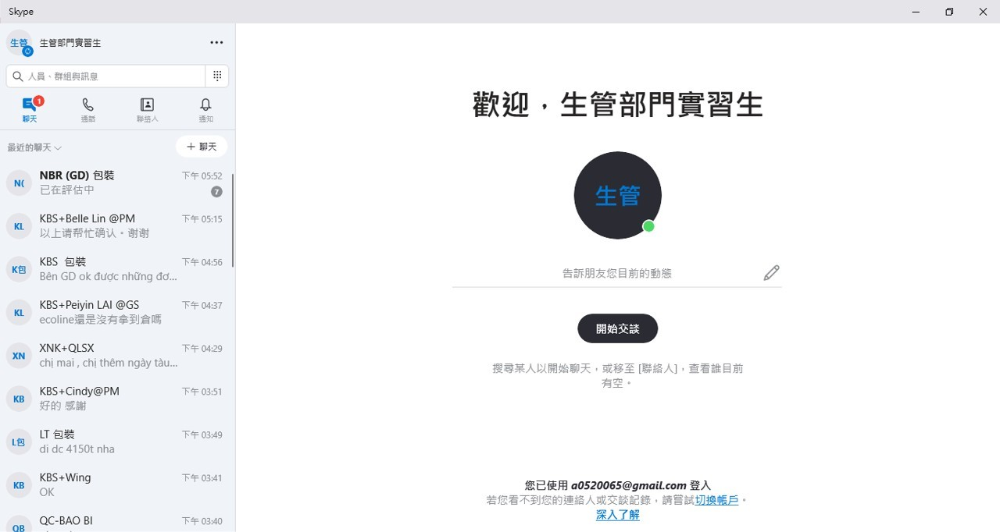 Skype
生管
生管部門實習生
人員、群組與訊息
1
聊天
通話
聯絡人
通知
最近的聊天
聊天
N(
NBR (GD) 包裝
下午 05:52
已在評估中
7
KL
KBS+Belle Lin @PM
下午 05:15
以上请帮忙确认。谢谢
K包
KBS 包裝
下午 04:56
Bên GD ok được những đơ...
KL
KBS+Peiyin LAI @GS
下午 04:37
ecoline還是沒有拿到倉嗎
XN
XNK+QLSX
下午 04:29
chị mai , chị thêm ngày tàu...
KB
KBS+Cindy@PM
下午 03:51
好的 感謝
L包
LT 包裝
下午 03:49
di dc 4150t nha
KB
KBS+Wing
下午 03:41
OK
QB
QC-BAO BI
下午 03:40
歡迎，生管部門實習生
生管
告訴朋友您目前的動態
開始交談
搜尋某人以開始聊天，或移至 [聯絡人]，查看誰目前
有空。
您已使用 a0520065@gmail.com 登入
若您看不到您的連絡人或交談記錄，請嘗試切換帳戶。
深入了解